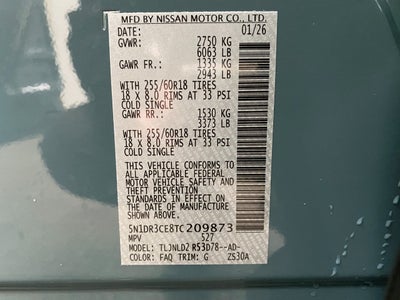 MFD BY NISSAN MOTOR CO., LTD.
DATE: 01/26
GVWR: 2750 KG
6063 LB
GAWR FR.: 1335 KG
2943 LB
WITH 255/60R18 TIRES
18 X 8.0 RIMS AT 33 PSI
COLD SINGLE
GAWR RR.: 1530 KG
3373 LB
WITH 255/60R18 TIRES
18 X 8.0 RIMS AT 33 PSI
COLD SINGLE
THIS VEHICLE CONFORMS TO
ALL APPLICABLE FEDERAL
MOTOR VEHICLE SAFETY
AND THEFT PREVENTION
STANDARDS IN EFFECT ON
THE DATE OF MANUFACTURE
SHOWN ABOVE.
5N1DR3CE8TC209873
MPV 527
MODEL: TLJNLD2 R53D78--AD-
COLOR: FAQ TRIM: G Z530A